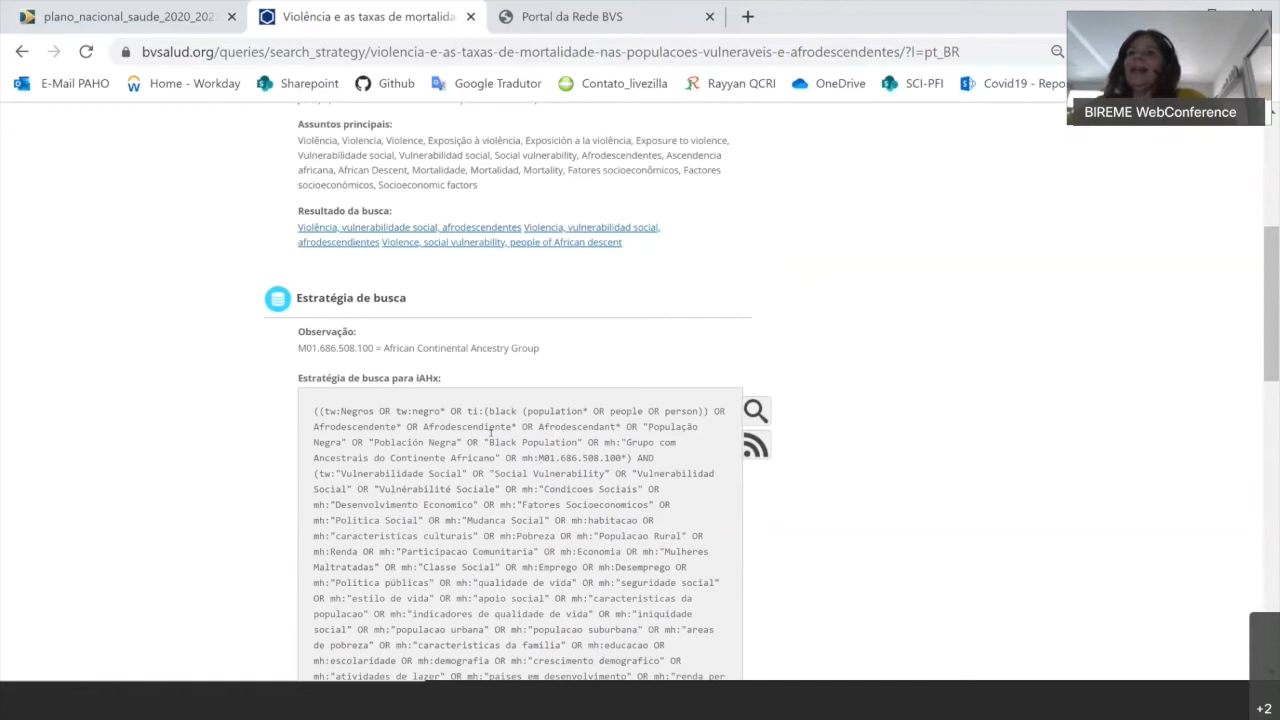 plano_nacional_saude_2020_202
Violência e as taxas de mortalida
Portal da Rede BVS
bvsalud.org/queries/search_strategy/violencia-e-as-taxas-de-mortalidade-nas-populacoes-vulneraveis-e-afrodescendentes/?l=pt_BR
E-Mail PAHO
Home - Workday
Sharepoint
Github
Google Tradutor
Contato_livezilla
Rayyan QCRI
OneDrive
SCI-PFI
Covid19 - Repo
BIREME WebConference
Assuntos principais:
Violência, Violencia, Violence, Exposição à violência, Exposición a la violencia, Exposure to violence,
Vulnerabilidade social, Vulnerabilidad social, Social vulnerability, Afrodescendentes, Ascendencia
africana, African Descent, Mortalidade, Mortalidad, Mortality, Fatores socioeconômicos, Factores
socioeconómicos, Socioeconomic factors
Resultado da busca:
Violência, vulnerabilidade social, afrodescendentes Violencia, vulnerabilidad social,
afrodescendientes Violence, social vulnerability, people of African descent
Estratégia de busca
Observação:
M01.686.508.100 = African Continental Ancestry Group
Estratégia de busca para iAHx:
((tw:Negros OR tw:negro* OR ti:(black (population* OR people OR person)) OR
Afrodescendente* OR Afrodescendiente* OR Afrodescendant* OR "População
Negra" OR "Población Negra" OR "Black Population" OR mh:"Grupo com
Ancestrais do Continente Africano" OR mh:M01.686.508.100*) AND
(tw:"Vulnerabilidade Social" OR "Social Vulnerability" OR "Vulnerabilidad
Social" OR "Vulnérabilité Sociale" OR mh:"Condicoes Sociais" OR
mh:"Desenvolvimento Economico" OR mh:"Fatores Socioeconomicos" OR
mh:"Politica Social" OR mh:"Mudanca Social" OR mh:habitacao OR
mh:"caracteristicas culturais" OR mh:Pobreza OR mh:"Populacao Rural" OR
mh:Renda OR mh:"Participacao Comunitaria" OR mh:Economia OR mh:"Mulheres
Maltratadas" OR mh:"Classe Social" OR mh:Emprego OR mh:Desemprego OR
mh:"Politica públicas" OR mh:"qualidade de vida" OR mh:"seguridade social"
OR mh:"estilo de vida" OR mh:"apoio social" OR mh:"caracteristicas da
populacao" OR mh:"indicadores de qualidade de vida" OR mh:"iniquidade
social" OR mh:"populacao urbana" OR mh:"populacao suburbana" OR mh:"areas
de pobreza" OR mh:"caracteristicas da familia" OR mh:educacao OR
mh:escolaridade OR mh:demografia OR mh:"crescimento demografico" OR
mh:"atividades de lazer" OR mh:"paises em desenvolvimento" OR mh:"renda per
+2